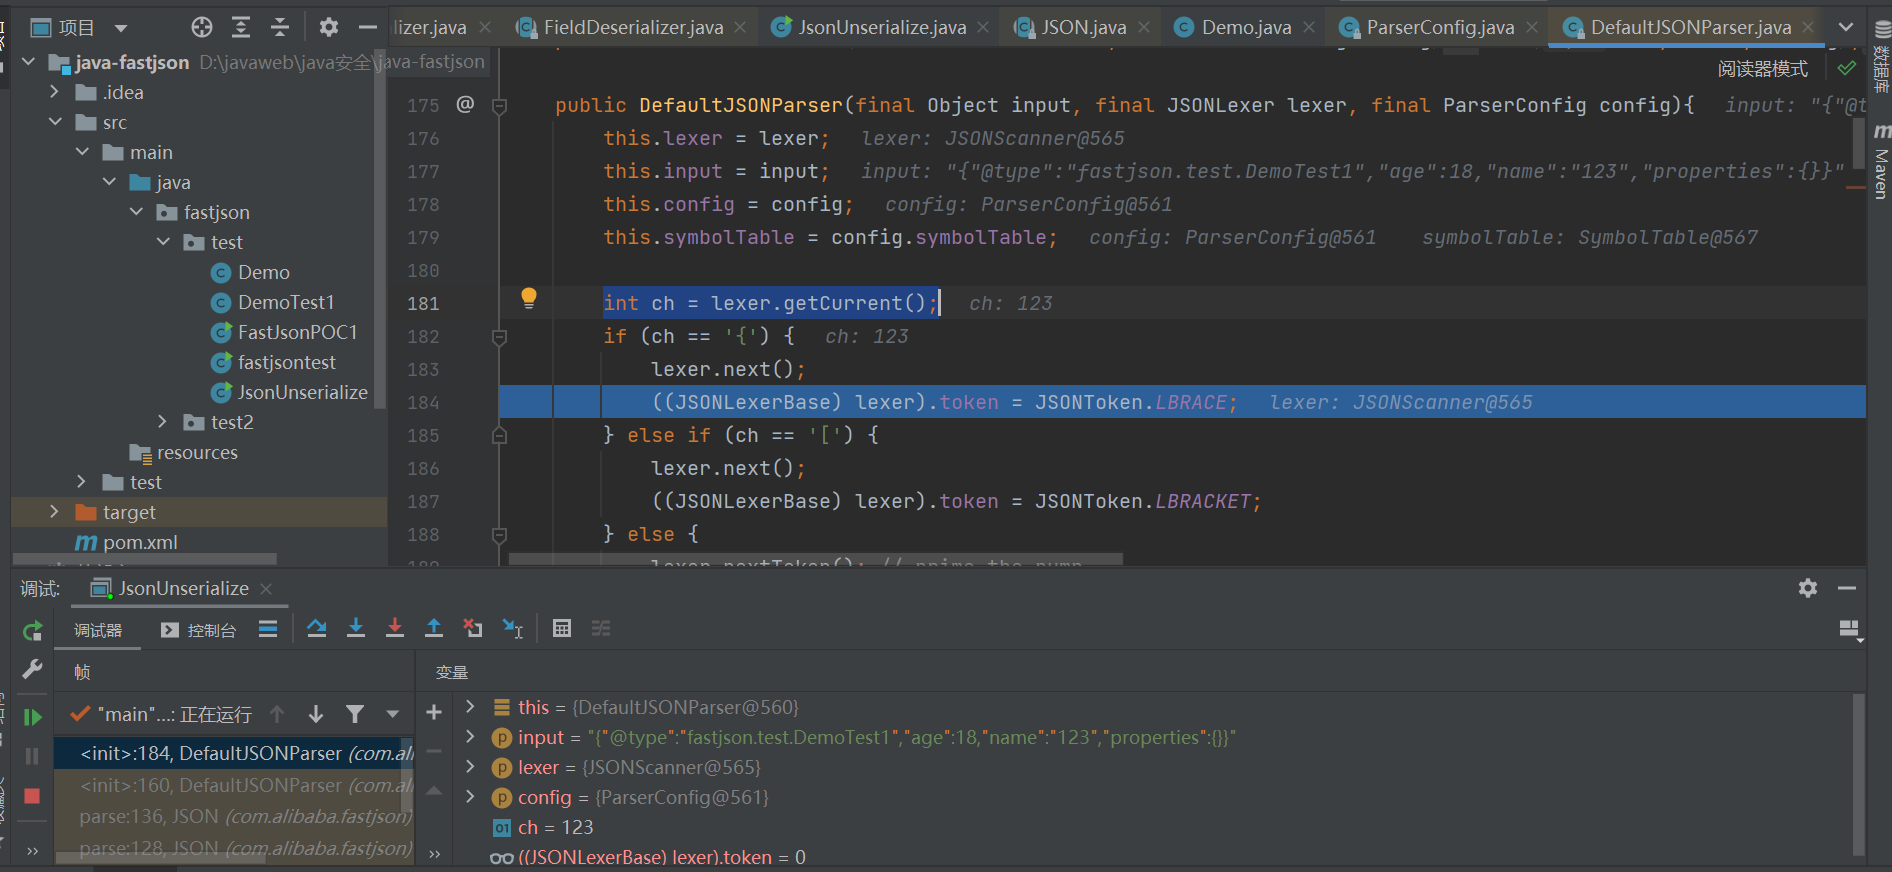 项目
lizer.java
FieldDeserializer.java
JsonUnserialize.java
JSON.java
Demo.java
ParserConfig.java
DefaultJSONParser.java
数据库
Maven
java-fastjson D:\javaweb\java安全\java-fastjson
.idea
src
main
java
fastjson
test
Demo
DemoTest1
FastJsonPOC1
fastjsontest
JsonUnserialize
test2
resources
test
target
pom.xml
阅读器模式
175 @ public DefaultJSONParser(final Object input, final JSONLexer lexer, final ParserConfig config){ input: "{"@t
176 this.lexer = lexer; lexer: JSONScanner@565
177 this.input = input; input: "{"@type":"fastjson.test.DemoTest1","age":18,"name":"123","properties":{}}"
178 this.config = config; config: ParserConfig@561
179 this.symbolTable = config.symbolTable; config: ParserConfig@561 symbolTable: SymbolTable@567
180
181 int ch = lexer.getCurrent(); ch: 123
182 if (ch == '{') { ch: 123
183 lexer.next();
184 ((JSONLexerBase) lexer).token = JSONToken.LBRACE; lexer: JSONScanner@565
185 } else if (ch == '[') {
186 lexer.next();
187 ((JSONLexerBase) lexer).token = JSONToken.LBRACKET;
188 } else {
调试: JsonUnserialize
调试器 控制台
帧
变量
"main"...: 正在运行
<init>:184, DefaultJSONParser (com.ali
<init>:160, DefaultJSONParser (com.ali
parse:136, JSON (com.alibaba.fastjson)
parse:128, JSON (com.alibaba.fastjson)
this = {DefaultJSONParser@560}
input = "{"@type":"fastjson.test.DemoTest1","age":18,"name":"123","properties":{}}"
lexer = {JSONScanner@565}
config = {ParserConfig@561}
ch = 123
((JSONLexerBase) lexer).token = 0